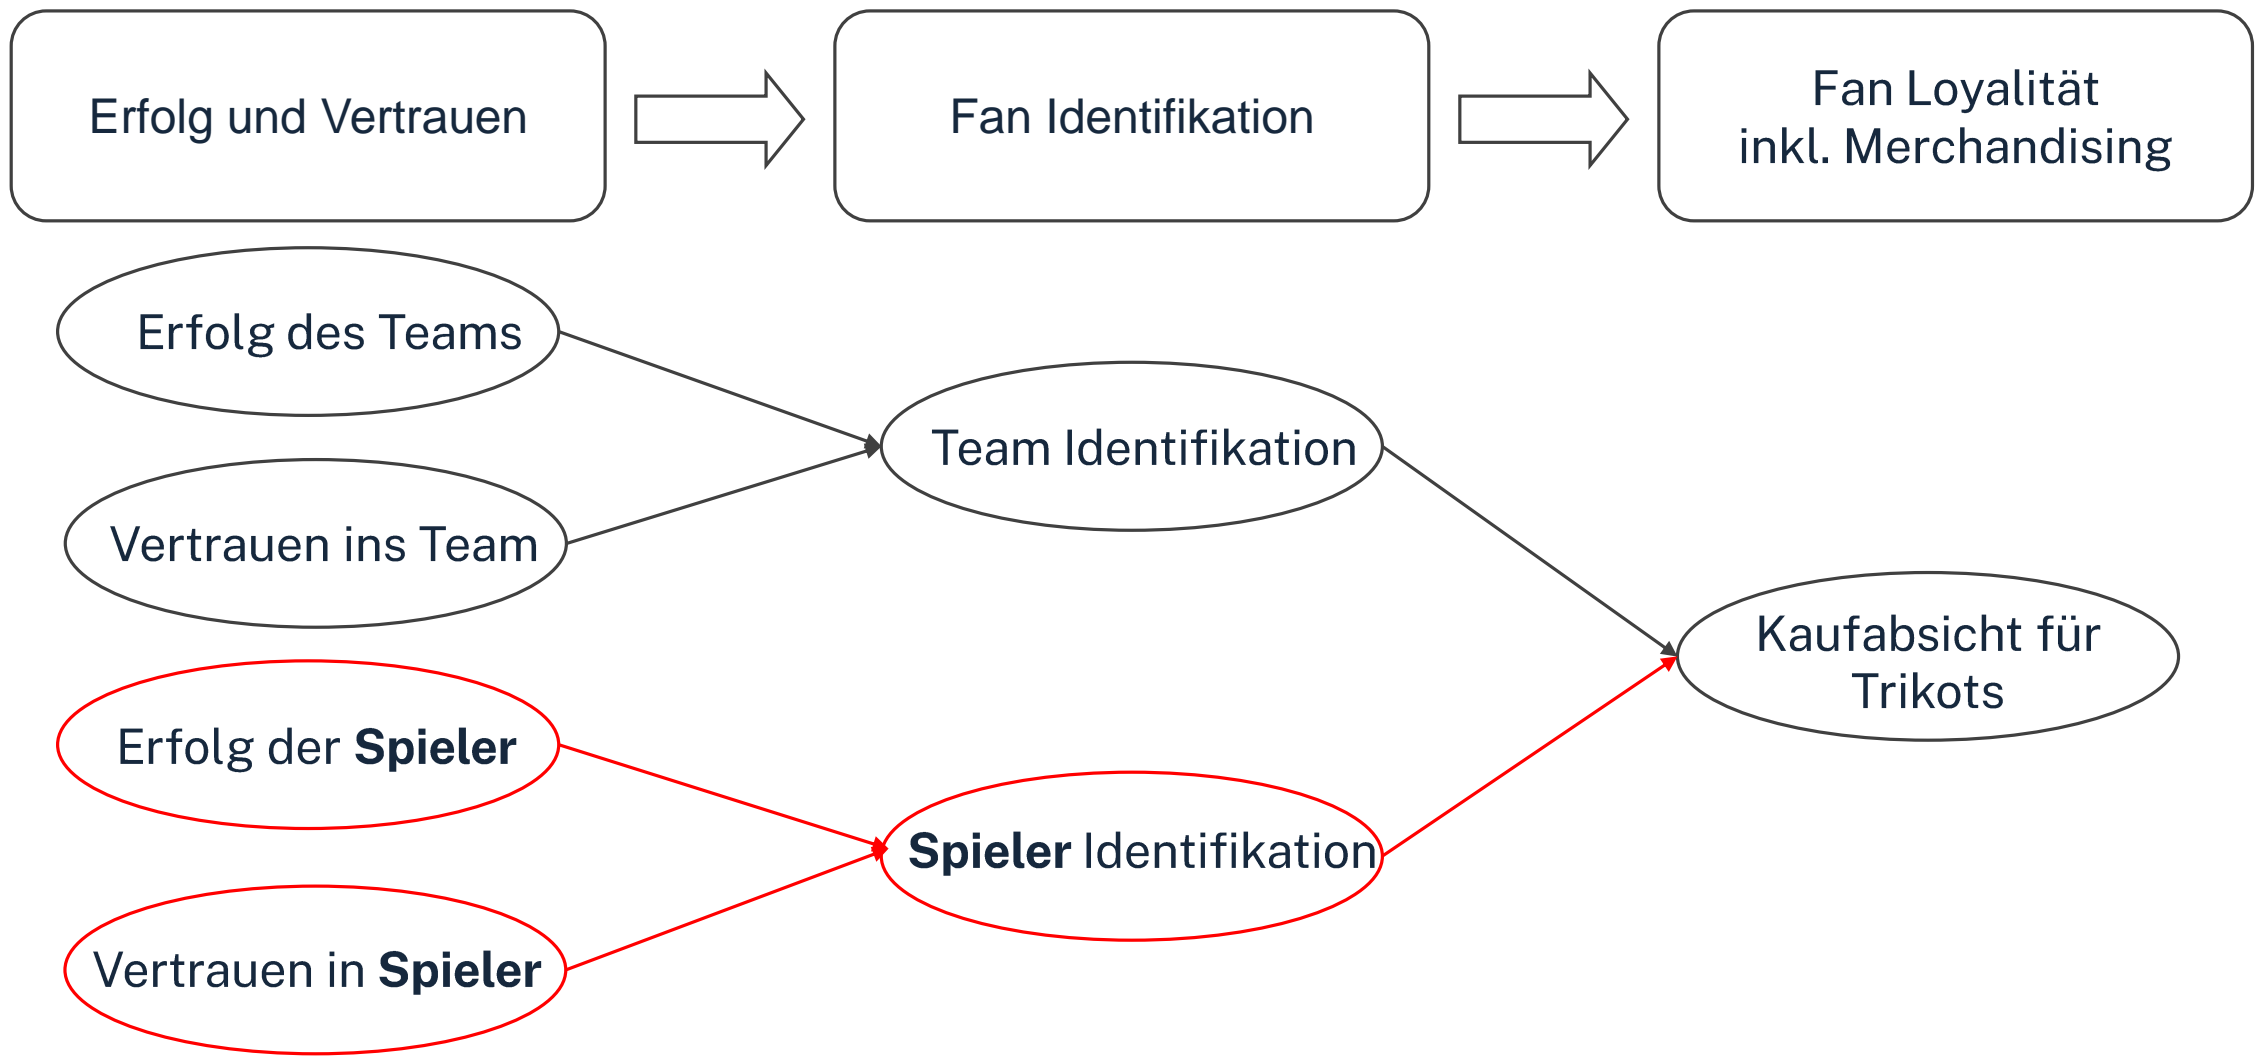 Erfolg und Vertrauen
Fan Identifikation
Fan Loyalität
inkl. Merchandising
Erfolg des Teams
Vertrauen ins Team
Team Identifikation
Kaufabsicht für
Trikots
Erfolg der Spieler
Spieler Identifikation
Vertrauen in Spieler